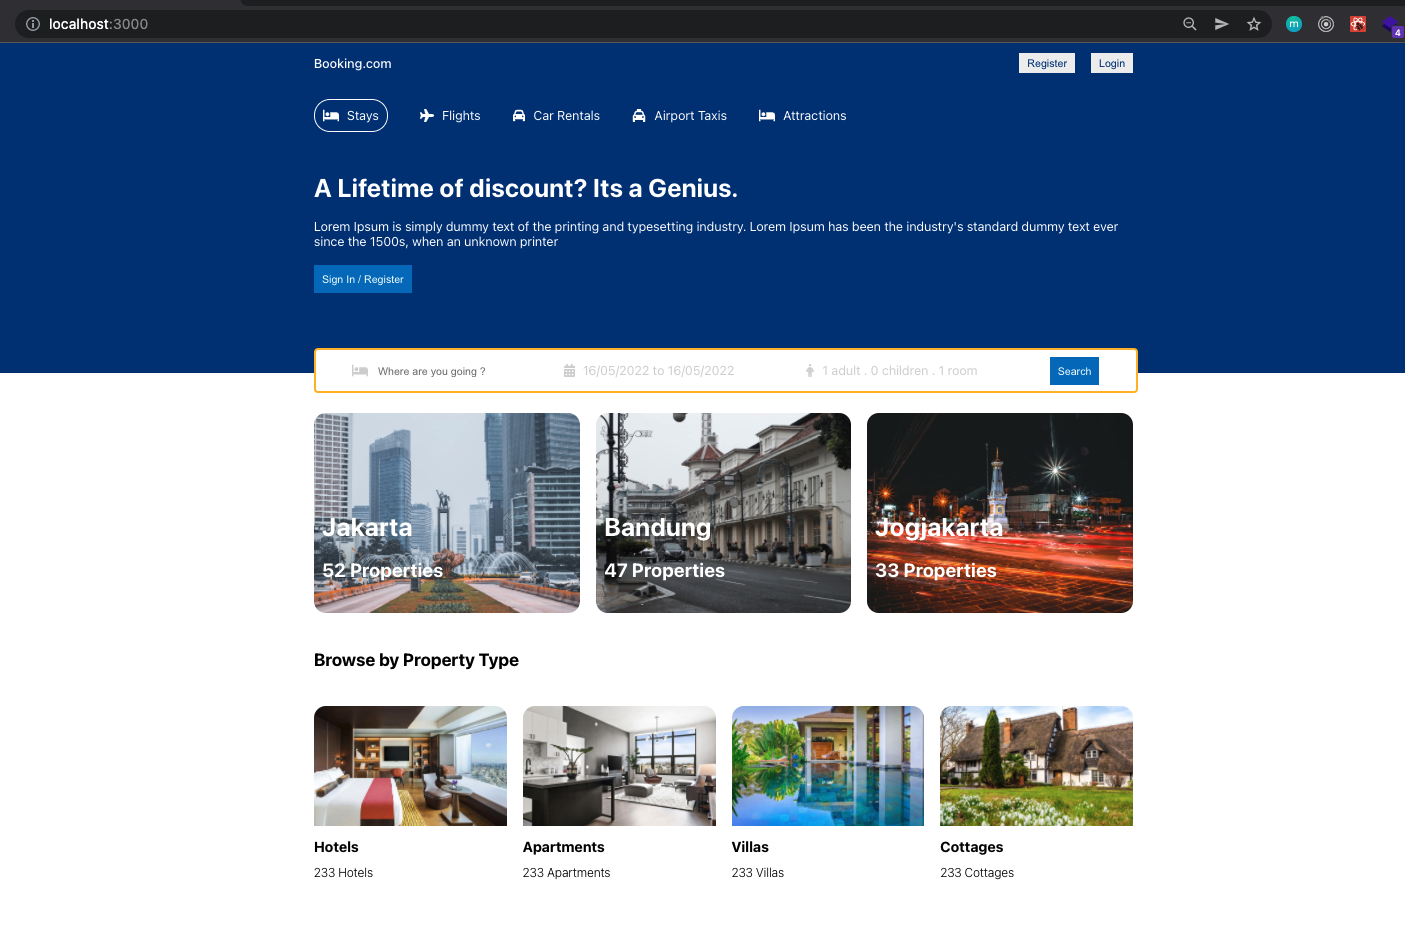 localhost:3000
4
Booking.com
Register
Login
Stays
Flights
Car Rentals
Airport Taxis
Attractions
A Lifetime of discount? Its a Genius.
Lorem Ipsum is simply dummy text of the printing and typesetting industry. Lorem Ipsum has been the industry's standard dummy text ever
since the 1500s, when an unknown printer
Sign In / Register
Where are you going ?
16/05/2022 to 16/05/2022
1 adult . 0 children . 1 room
Search
Jakarta
52 Properties
Bandung
47 Properties
Jogjakarta
33 Properties
Browse by Property Type
Hotels
233 Hotels
Apartments
233 Apartments
Villas
233 Villas
Cottages
233 Cottages